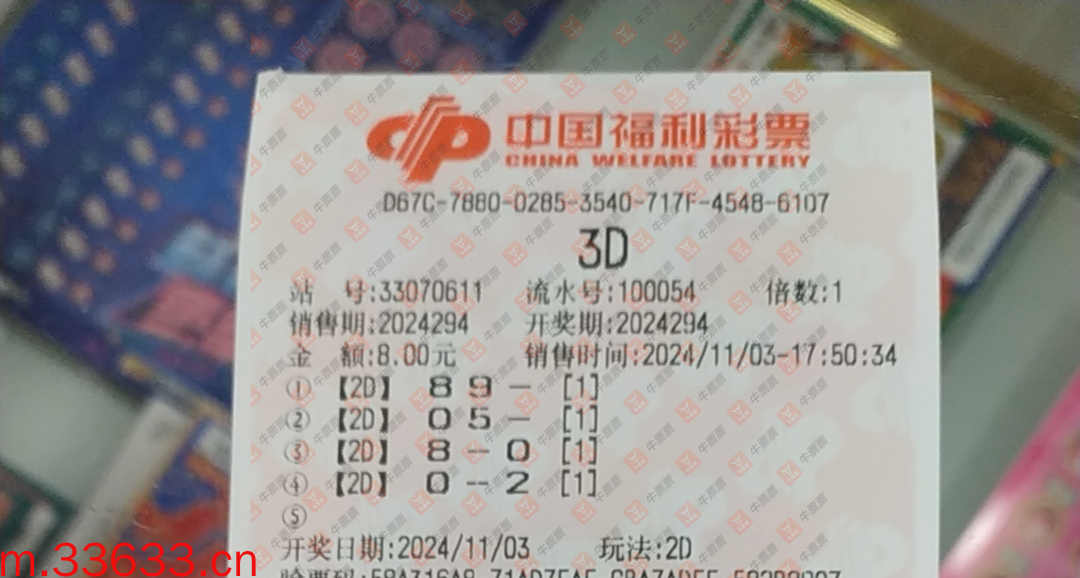 中国福利彩票
CHINA WELFARE LOTTERY
D67C-7880-0285-3540-717F-4548-6107
3D
站 号:33070611 流水号:100054 倍数:1
销售期:2024294 开奖期:2024294
金 额:8.00元 销售时间:2024/11/03-17:50:34
① 【2D】 8 9 - [1]
② 【2D】 0 5 - [1]
③ 【2D】 8 - 0 [1]
④ 【2D】 0 - - 2 [1]
⑤
开奖日期:2024/11/03 玩法:2D
m.33633.cn